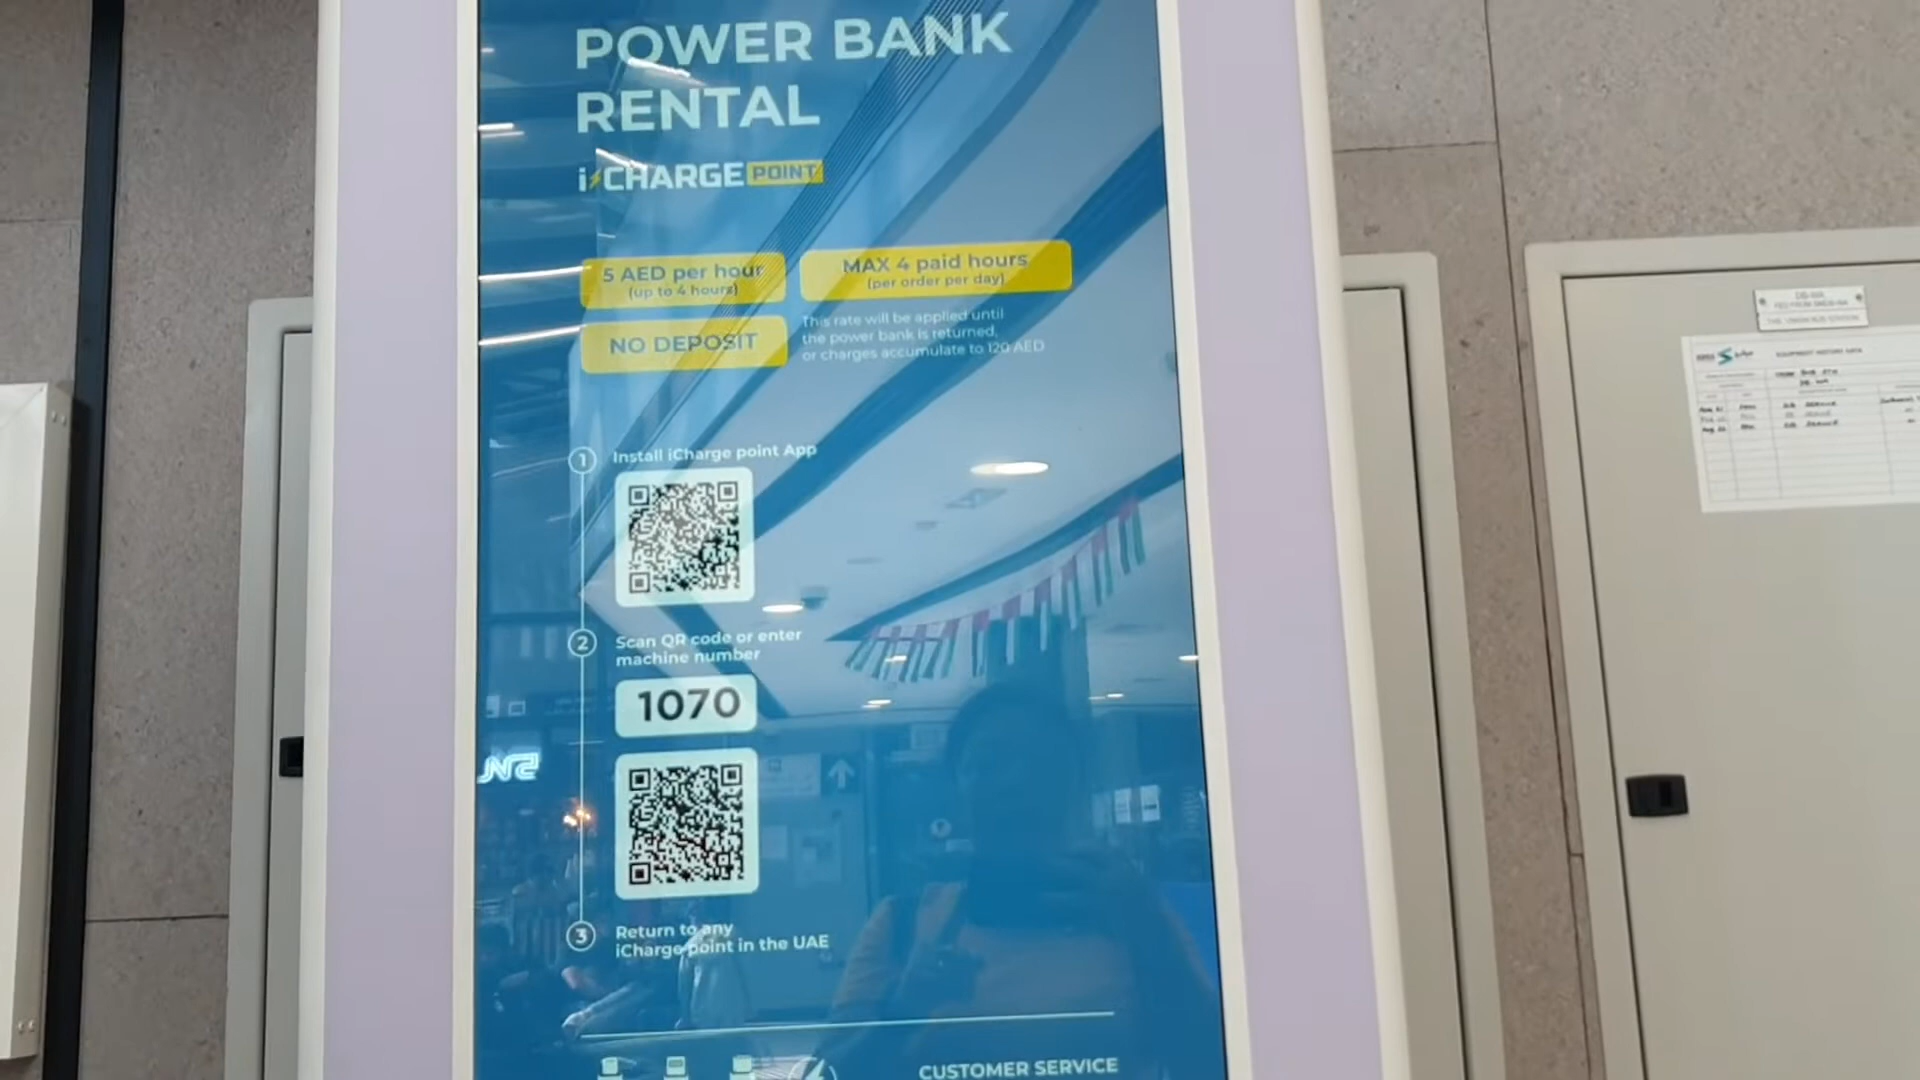 POWER BANK
RENTAL
iCHARGE POINT
5 AED per hour
(up to 4 hours)
MAX 4 paid hours
(per order per day)
NO DEPOSIT
This rate will be applied until
the power bank is returned,
or charges accumulate to 120 AED
1 Install iCharge point App
2 Scan QR code or enter
machine number
1070
3 Return to any
iCharge point in the UAE
CUSTOMER SERVICE
EQUIPMENT HISTORY DATA